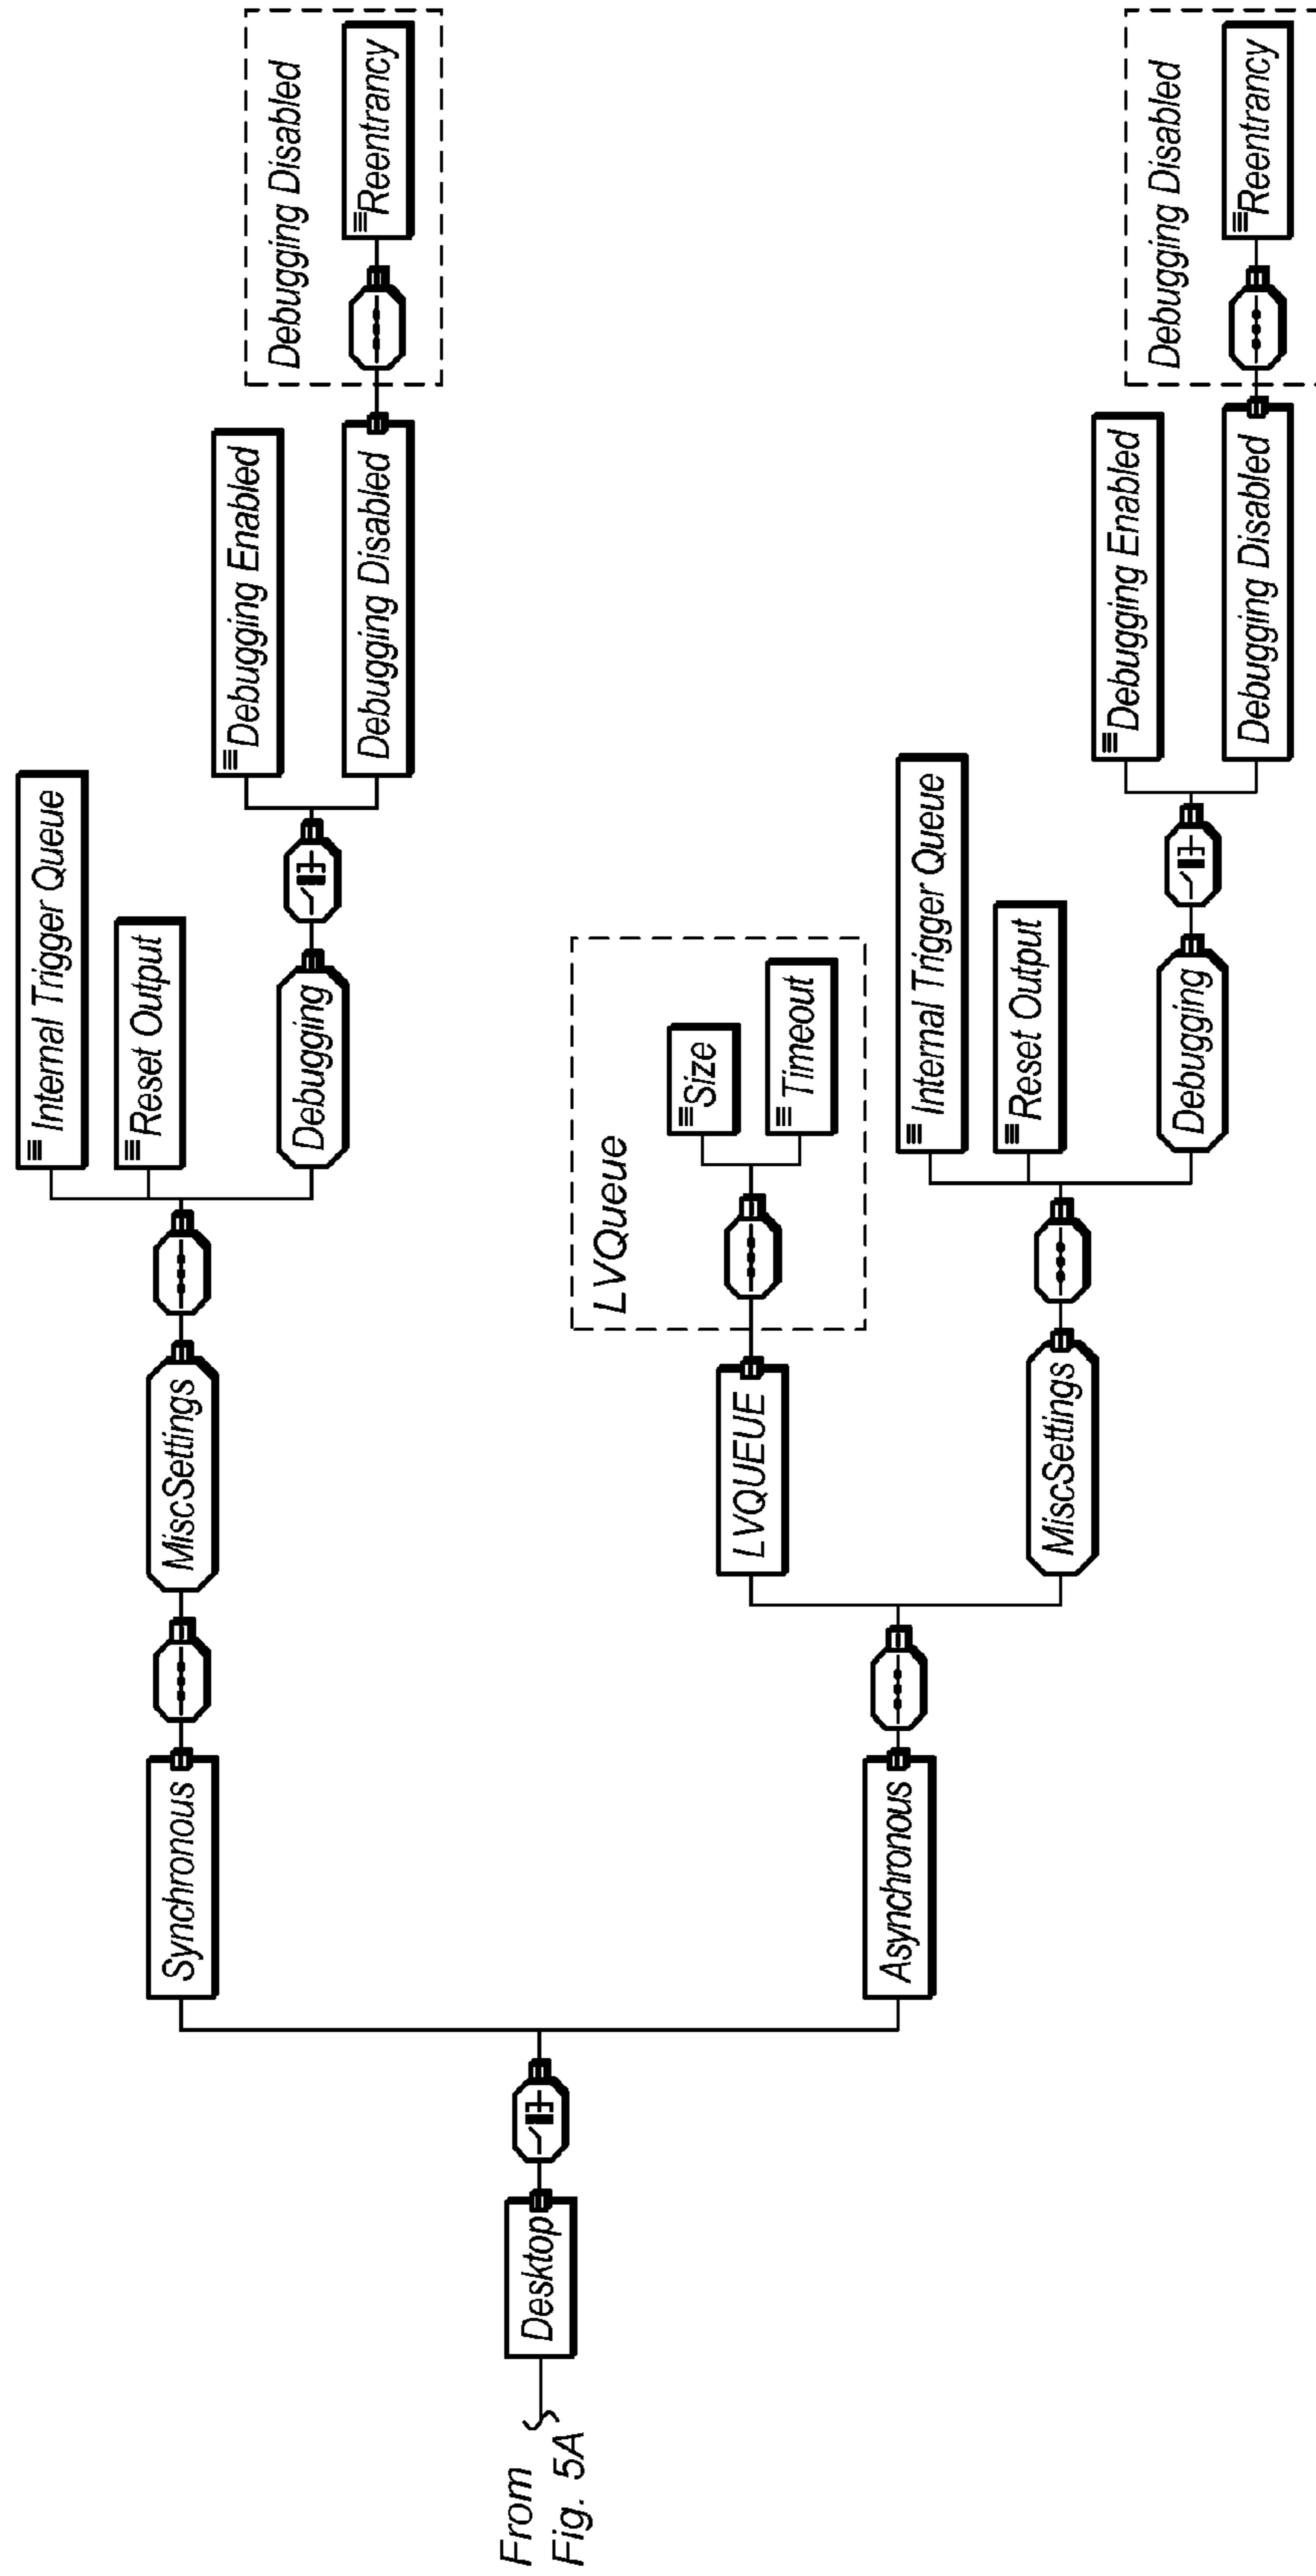 From
Fig. 5A
Desktop
Synchronous
MiscSettings
Internal Trigger Queue
Reset Output
Debugging
Debugging Enabled
Debugging Disabled
Debugging Disabled
Reentrancy
Asynchronous
LVQUEUE
LVQueue
Size
Timeout
MiscSettings
Internal Trigger Queue
Reset Output
Debugging
Debugging Enabled
Debugging Disabled
Debugging Disabled
Reentrancy